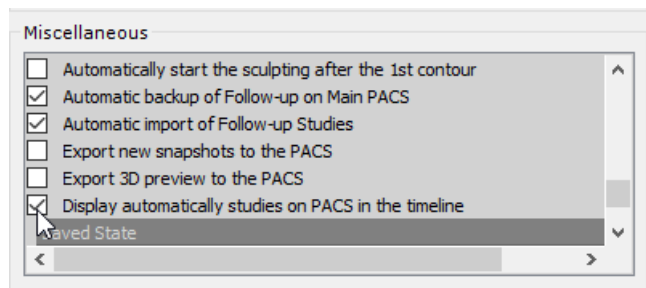 Miscellaneous
Automatically start the sculpting after the 1st contour
Automatic backup of Follow-up on Main PACS
Automatic import of Follow-up Studies
Export new snapshots to the PACS
Export 3D preview to the PACS
Display automatically studies on PACS in the timeline
Saved State